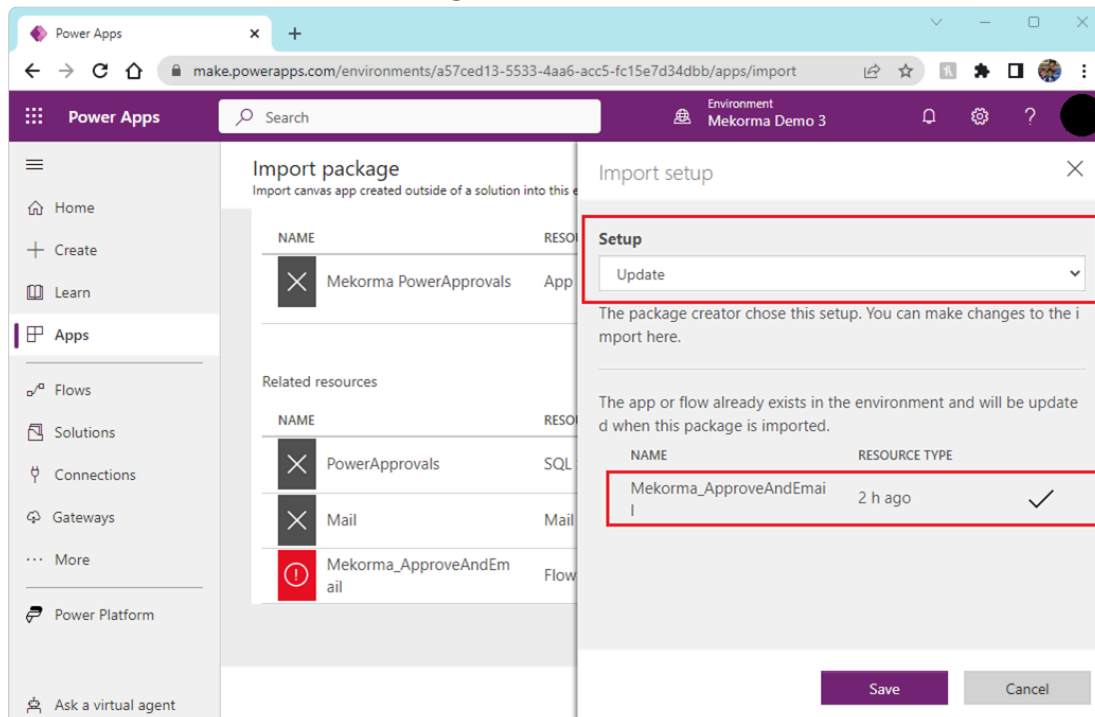 Power Apps
make.powerapps.com/environments/a57ced13-5533-4aa6-acc5-fc15e7d34dbb/apps/import
Power Apps
Search
Environment
Mekorma Demo 3
?
Home
Create
Learn
Apps
Flows
Solutions
Connections
Gateways
More
Power Platform
Ask a virtual agent
Import package
Import canvas app created outside of a solution into this e
NAME RESO
Mekorma PowerApprovals App
Related resources
NAME RESO
PowerApprovals SQL
Mail Mail
Mekorma_ApproveAndEm
ail
Flow
Import setup
Setup
Update
The package creator chose this setup. You can make changes to the i
mport here.
The app or flow already exists in the environment and will be update
d when this package is imported.
NAME RESOURCE TYPE
Mekorma_ApproveAndEmai
l
2 h ago
Save Cancel